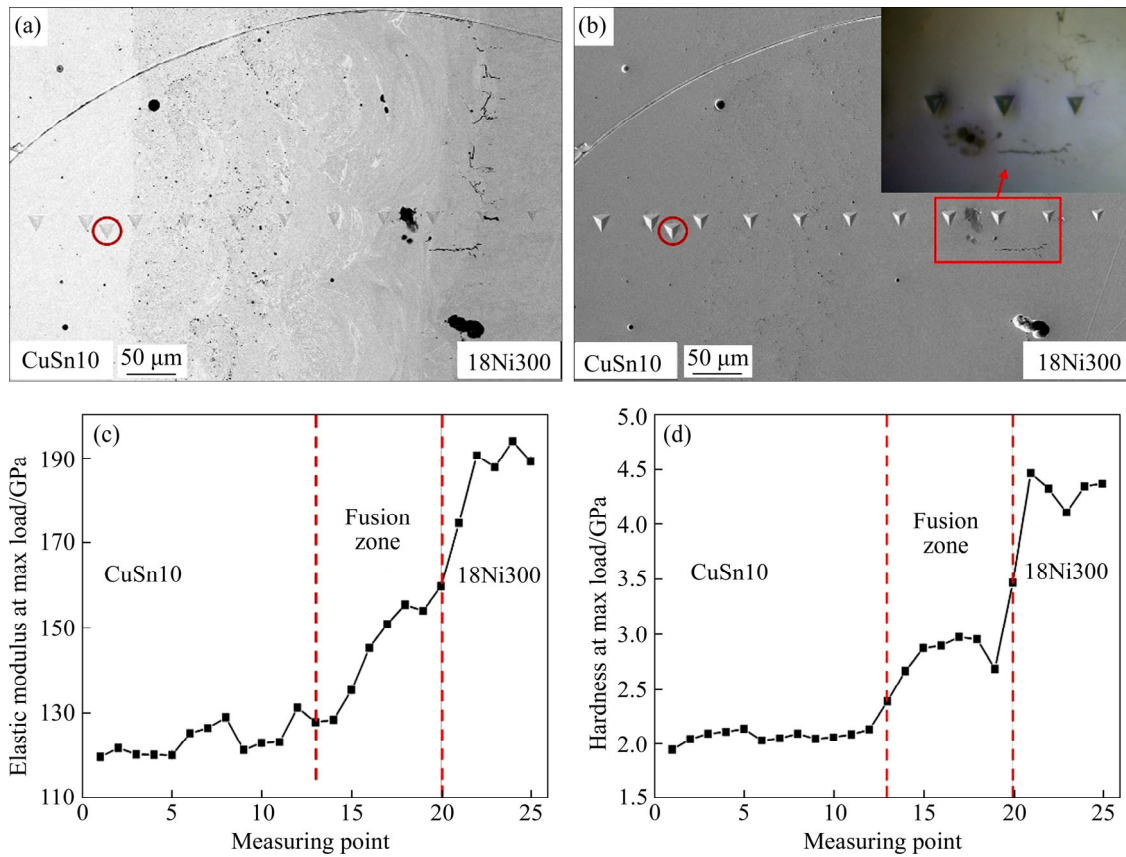 (a)
CuSn10
50 μm
18Ni300
(b)
CuSn10
50 μm
18Ni300
(c)
Elastic modulus at max load/GPa
190
170
150
130
110
CuSn10
Fusion
zone
18Ni300
0 5 10 15 20 25
Measuring point
(d)
Hardness at max load/GPa
5.0
4.5
4.0
3.5
3.0
2.5
2.0
1.5
CuSn10
Fusion
zone
18Ni300
0 5 10 15 20 25
Measuring point